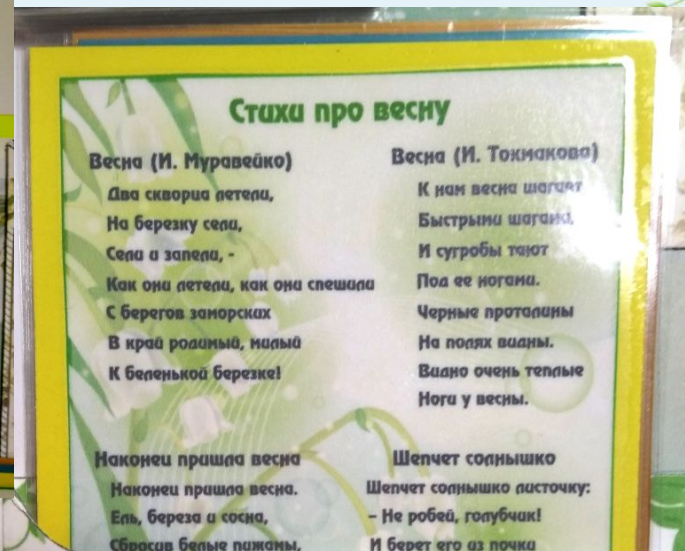 Стихи про весну
Весна (И. Муравейко)
Два скворца летели,
На березку сели,
Сели и запели, -
Как они летели, как они спешили
С берегов заморских
В край родимый, милый
К беленькой березке!
Весна (И. Токмакова)
К нам весна шагает
Быстрыми шагами,
И сугробы тают
Под ее ногами.
Черные проталины
На полях видны.
Видно очень теплые
Ноги у весны.
Наконец пришла весна
Наконец пришла весна.
Ель, береза и сосна,
Сбросив белые пижамы,
Шепчет солнышко
Шепчет солнышко листочку:
- Не робей, голубчик!
И берет его из почки